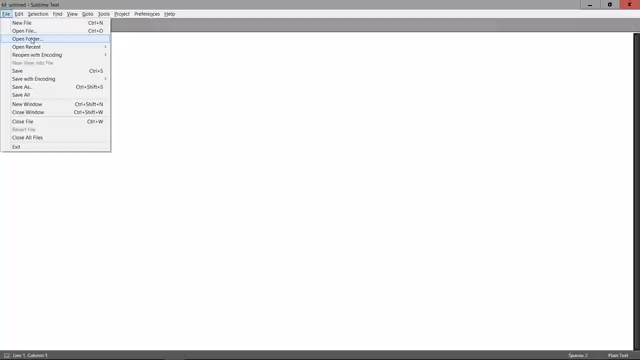 untitled - Sublime Text
File Edit Selection Find View Goto Tools Project Preferences Help
New File Ctrl+N
Open File... Ctrl+O
Open Folder...
Open Recent
Reopen with Encoding
New View into File
Save Ctrl+S
Save with Encoding
Save As... Ctrl+Shift+S
Save All
New Window Ctrl+Shift+N
Close Window Ctrl+Shift+W
Close File Ctrl+W
Revert File
Close All Files
Exit
Line 1, Column 1 Spaces: 2 Plain Text